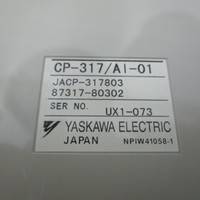 CP-317/AI-01
JACP-317803
87317-80302
SER NO. UX1-073
YASKAWA ELECTRIC
JAPAN NPIW41058-1